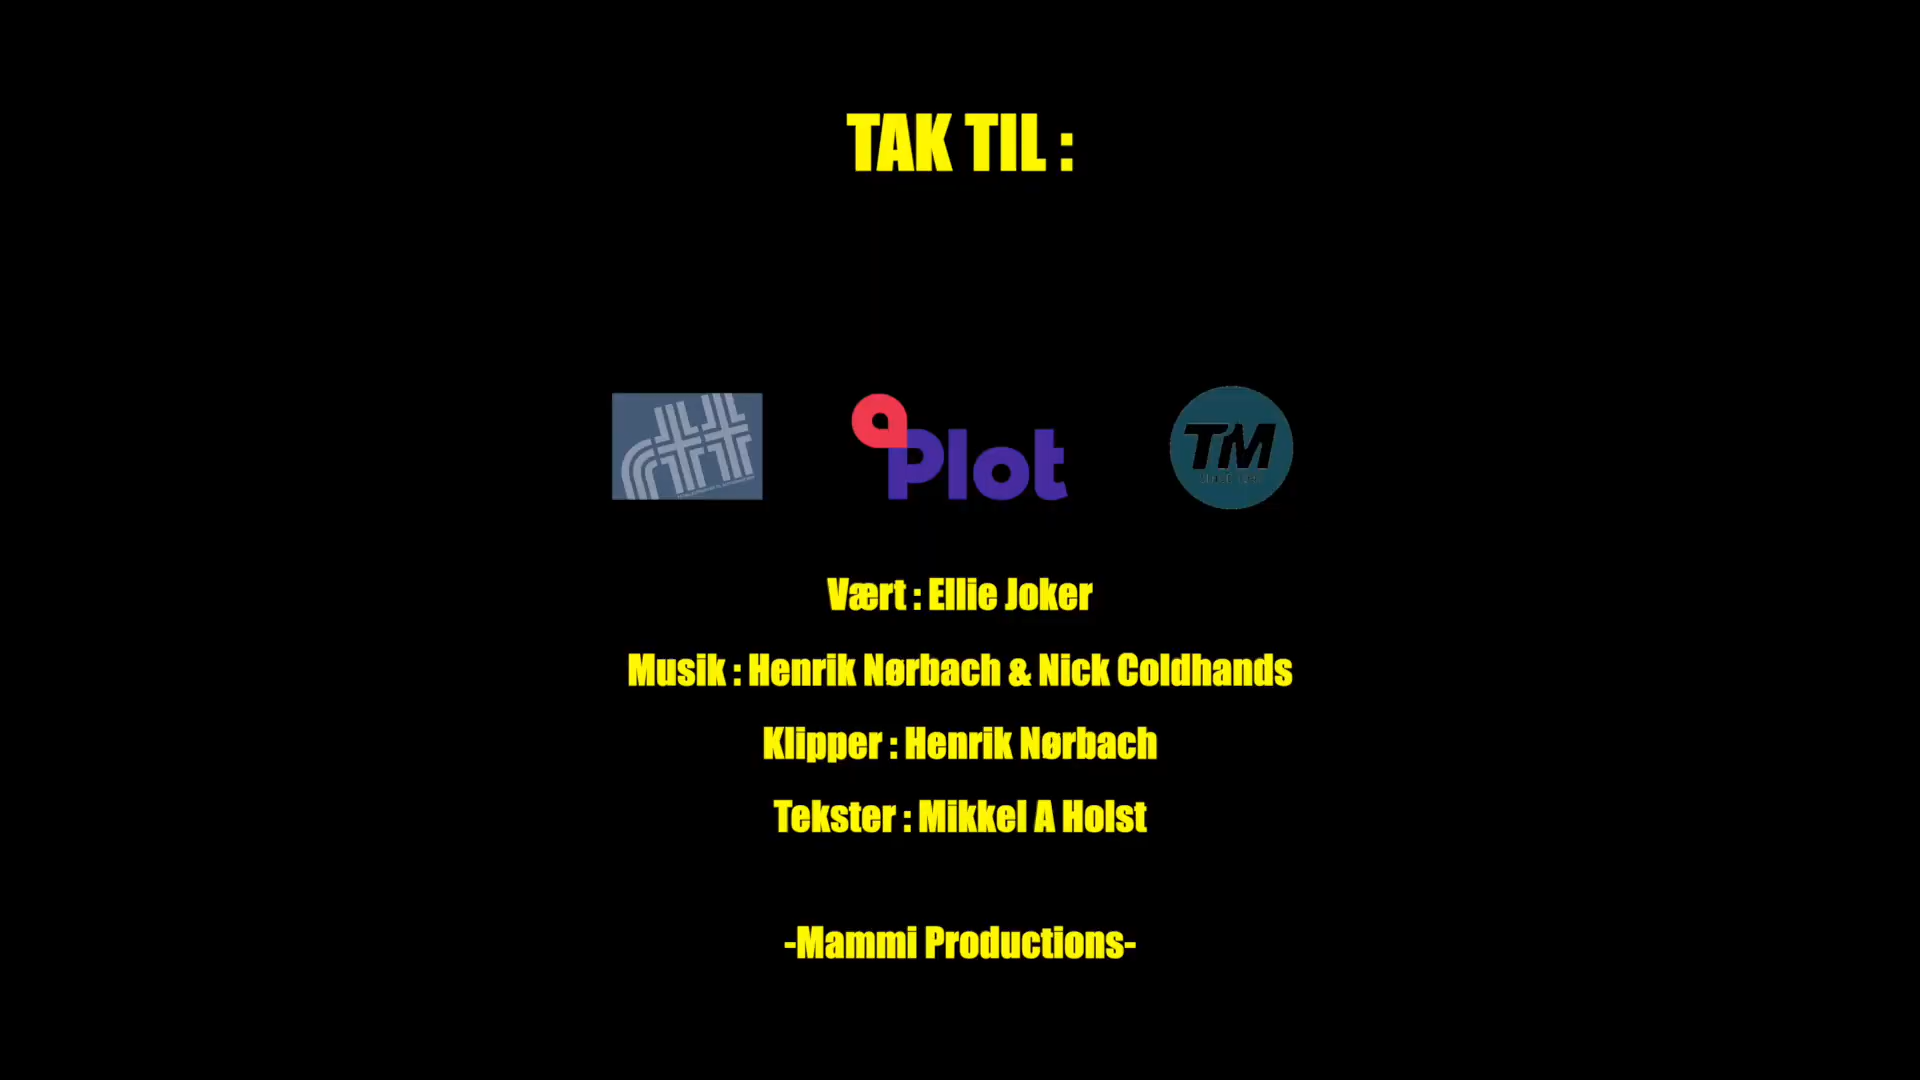 TAK TIL :
aPlot
TM
Vært : Ellie Joker
Musik : Henrik Nørbach & Nick Coldhands
Klipper : Henrik Nørbach
Tekster : Mikkel A Holst
-Mammi Productions-